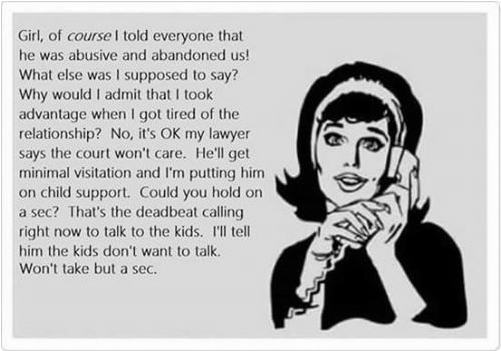 Girl, of course I told everyone that
he was abusive and abandoned us!
What else was I supposed to say?
Why would I admit that I took
advantage when I got tired of the
relationship?  No, it's OK my lawyer
says the court won't care.  He'll get
minimal visitation and I'm putting him
on child support.  Could you hold on
a sec?  That's the deadbeat calling
right now to talk to the kids.  I'll tell
him the kids don't want to talk.
Won't take but a sec.